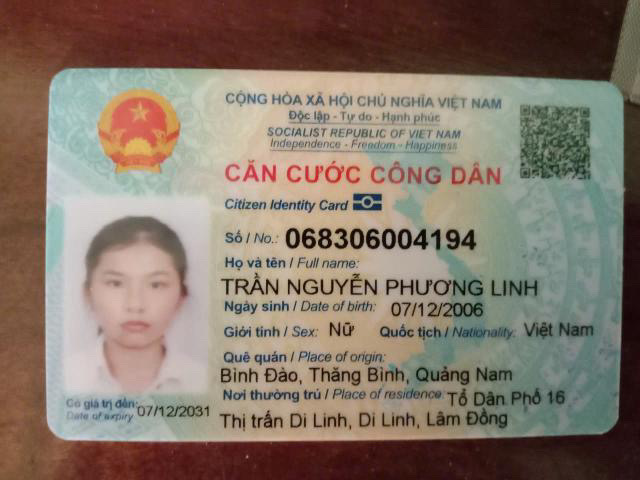 CỘNG HÒA XÃ HỘI CHỦ NGHĨA VIỆT NAM
Độc lập - Tự do - Hạnh phúc
SOCIALIST REPUBLIC OF VIET NAM
Independence - Freedom - Happiness
CĂN CƯỚC CÔNG DÂN
Citizen Identity Card
Số / No.: 068306004194
Họ và tên / Full name:
TRẦN NGUYỄN PHƯƠNG LINH
Ngày sinh / Date of birth: 07/12/2006
Giới tính / Sex: Nữ Quốc tịch / Nationality: Việt Nam
Quê quán / Place of origin:
Bình Đào, Thăng Bình, Quảng Nam
Nơi thường trú / Place of residence: Tổ Dân Phố 16
Thị trấn Di Linh, Di Linh, Lâm Đồng
Có giá trị đến: 07/12/2031
Date of expiry